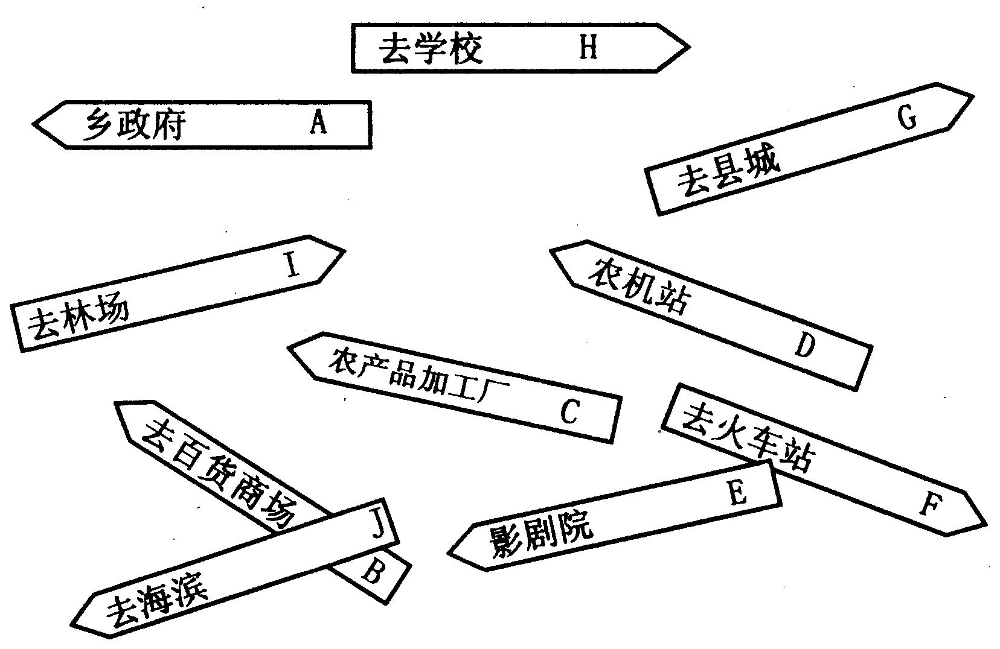 去学校 H
乡政府 A
去县城 G
去林场 I
农机站 D
农产品加工厂 C
去火车站 F
去百货商场 B
影剧院 E
去海滨 J